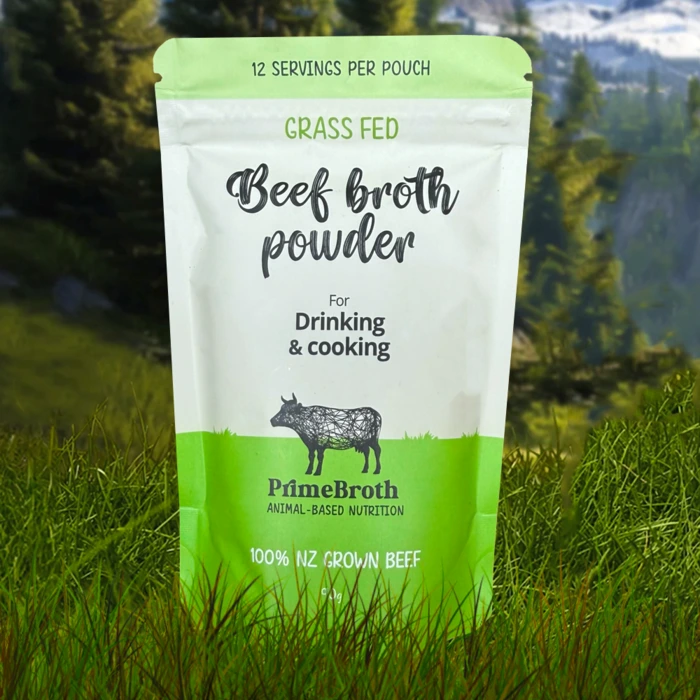 12 SERVINGS PER POUCH
GRASS FED
Beef broth
powder
For
Drinking
& cooking
PrimeBroth
ANIMAL-BASED NUTRITION
100% NZ GROWN BEEF